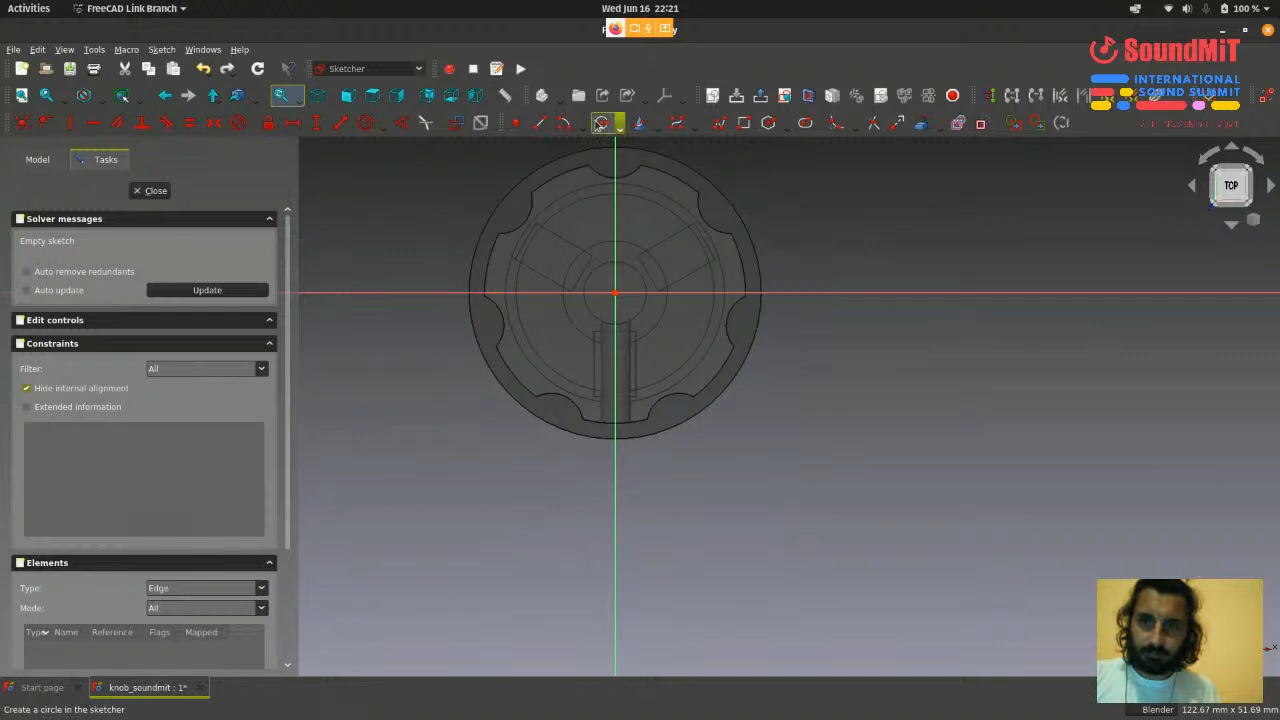 Activities
FreeCAD Link Branch
Wed Jun 16 22:21
100 %
File Edit View Tools Macro Sketch Windows Help
SoundMiT
INTERNATIONAL
SOUND SUMMIT
Sketcher
Model
Tasks
Close
TOP
Solver messages
Empty sketch
Auto remove redundants
Auto update
Update
Edit controls
Constraints
Filter:
All
Hide internal alignment
Extended information
Elements
Type:
Edge
Mode:
All
Type Name Reference Flags Mapped
Start page
knob_soundmit : 1*
Create a circle in the sketcher
Blender
122.67 mm x 51.69 mm